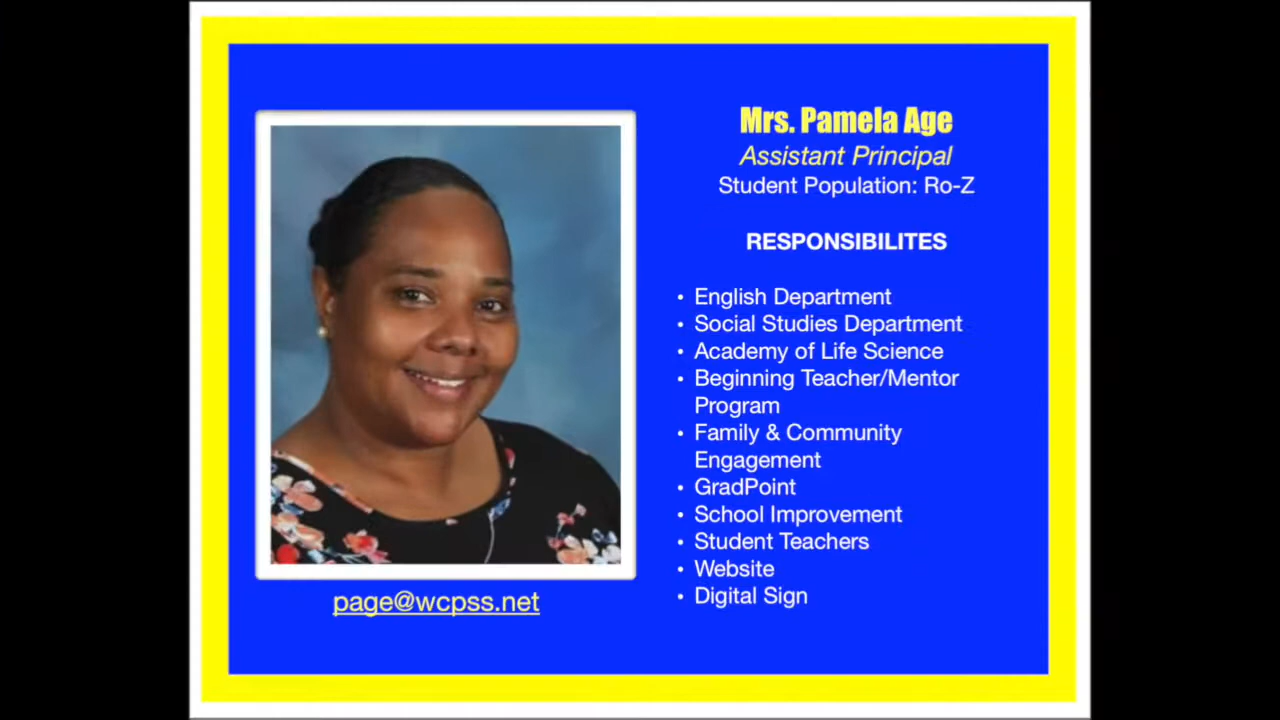 Mrs. Pamela Age
Assistant Principal
Student Population: Ro-Z
RESPONSIBILITES
• English Department
• Social Studies Department
• Academy of Life Science
• Beginning Teacher/Mentor
Program
• Family & Community
Engagement
• GradPoint
• School Improvement
• Student Teachers
• Website
• Digital Sign
page@wcpss.net